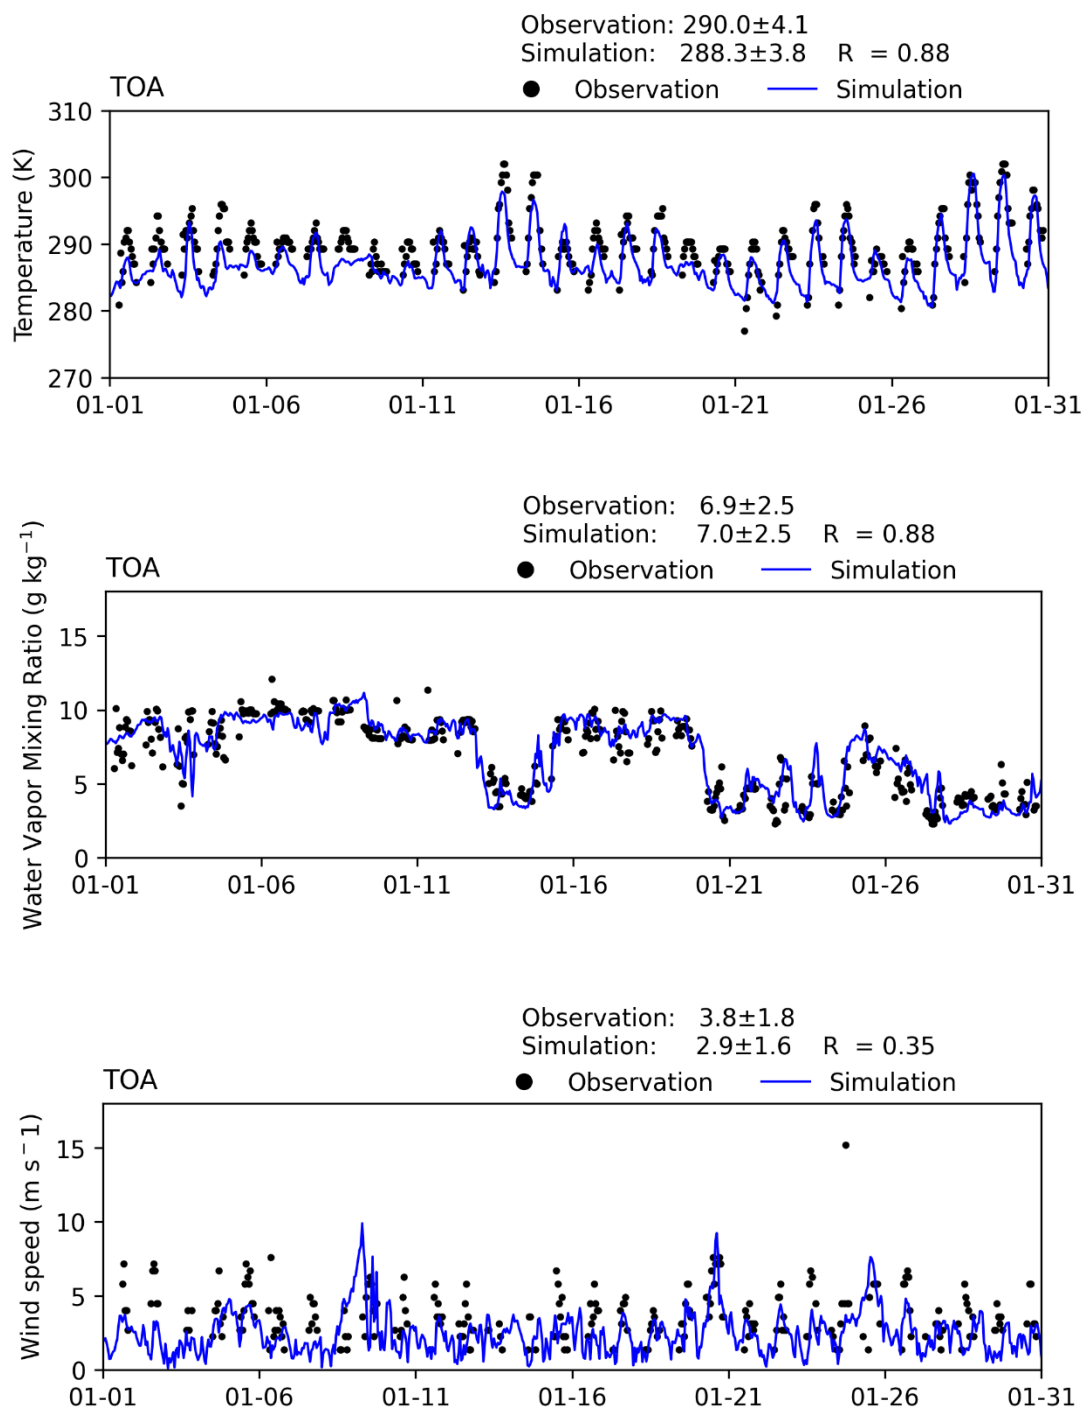 Observation: 290.0±4.1
Simulation: 288.3±3.8 R = 0.88
TOA
Observation Simulation
Temperature (K)
310
300
290
280
270
01-01 01-06 01-11 01-16 01-21 01-26 01-31
Observation: 6.9±2.5
Simulation: 7.0±2.5 R = 0.88
TOA
Observation Simulation
Water Vapor Mixing Ratio (g kg⁻¹)
15
10
5
0
01-01 01-06 01-11 01-16 01-21 01-26 01-31
Observation: 3.8±1.8
Simulation: 2.9±1.6 R = 0.35
TOA
Observation Simulation
Wind speed (m s⁻1)
15
10
5
0
01-01 01-06 01-11 01-16 01-21 01-26 01-31